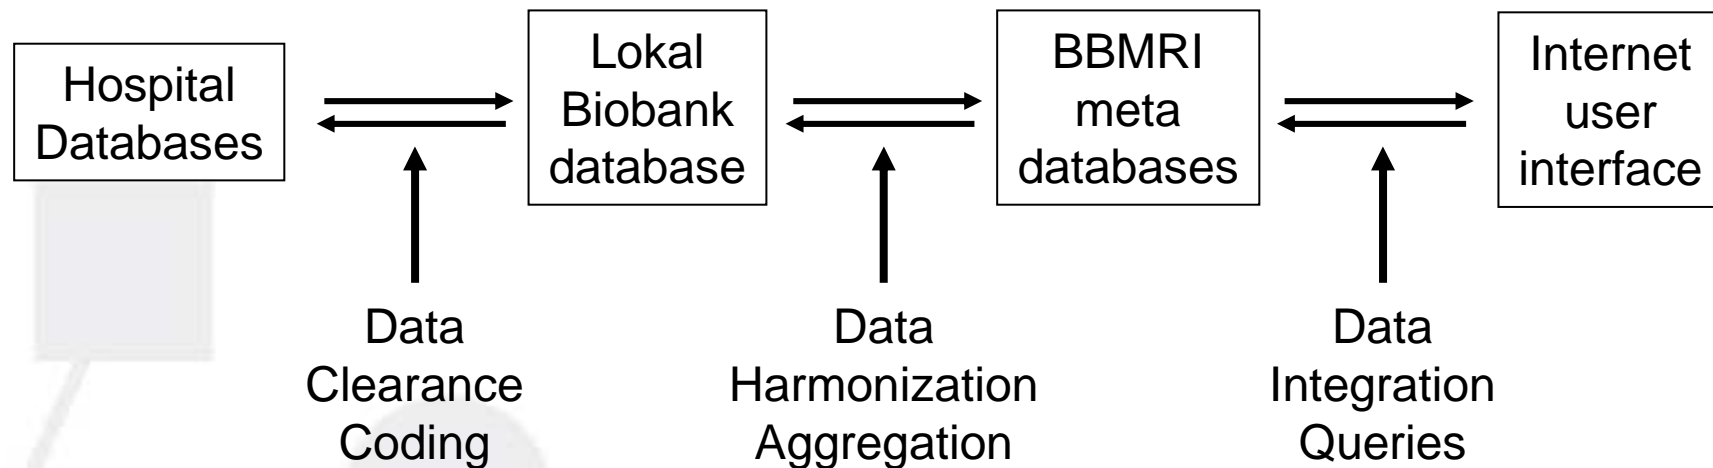 Hospital
Databases
Lokal
Biobank
database
BBMRI
meta
databases
Internet
user
interface
Data
Clearance
Coding
Data
Harmonization
Aggregation
Data
Integration
Queries